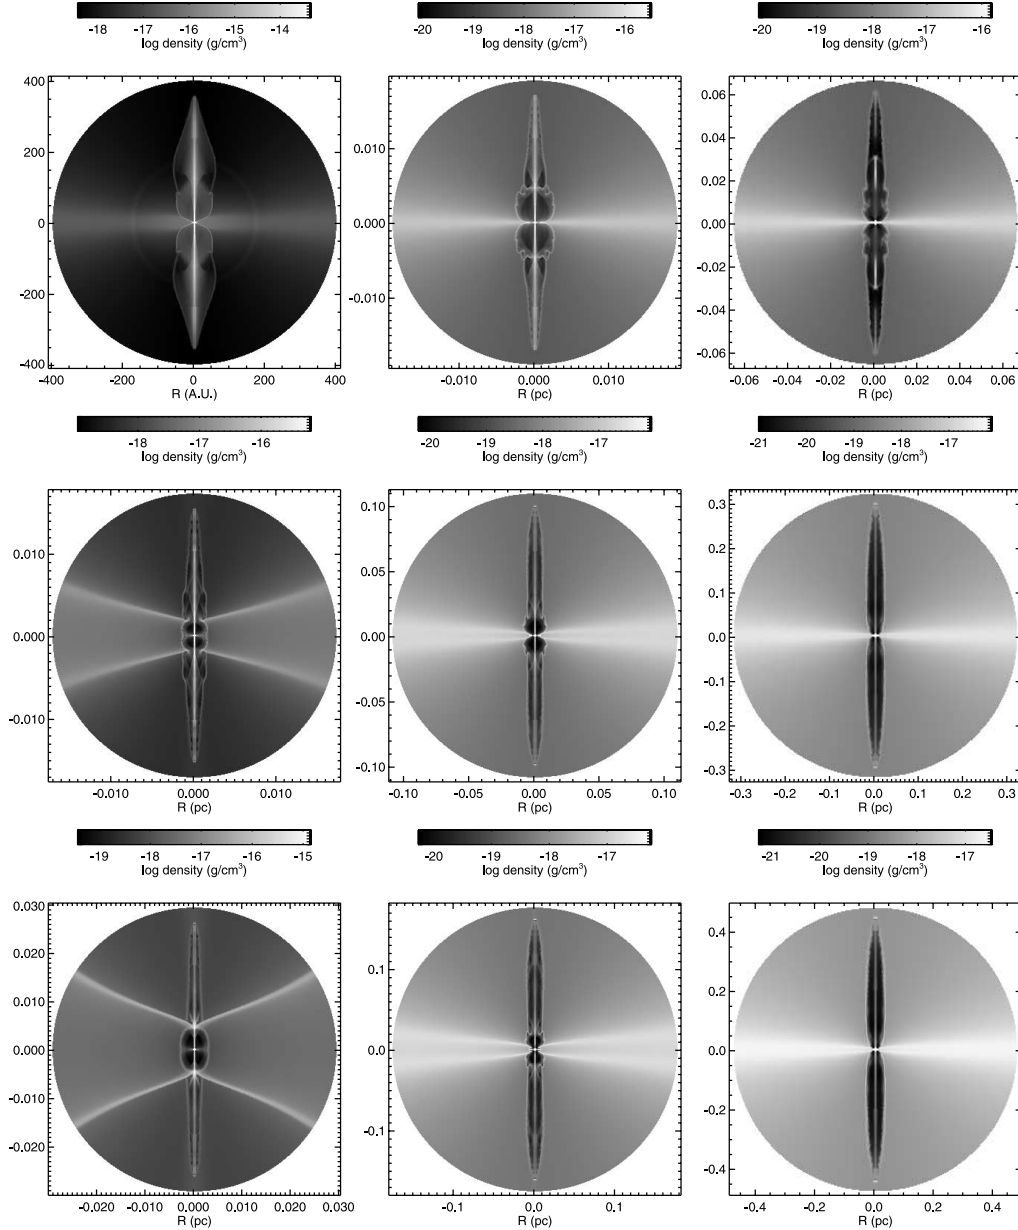 -18 -17 -16 -15 -14
log density (g/cm³)
-20 -19 -18 -17 -16
log density (g/cm³)
-20 -19 -18 -17 -16
log density (g/cm³)
400
200
0
-200
-400
-400 -200 0 200 400
R (A.U.)
0.010
0.000
-0.010
-0.010 0.000 0.010
R (pc)
0.06
0.04
0.02
0.00
-0.02
-0.04
-0.06
-0.06 -0.04 -0.02 0.00 0.02 0.04 0.06
R (pc)
-18 -17 -16
log density (g/cm³)
-20 -19 -18 -17
log density (g/cm³)
-21 -20 -19 -18 -17
log density (g/cm³)
0.010
0.000
-0.010
-0.010 0.000 0.010
R (pc)
0.10
0.05
0.00
-0.05
-0.10
-0.10 -0.05 0.00 0.05 0.10
R (pc)
0.3
0.2
0.1
0.0
-0.1
-0.2
-0.3
-0.3 -0.2 -0.1 0.0 0.1 0.2 0.3
R (pc)
-19 -18 -17 -16 -15
log density (g/cm³)
-20 -19 -18 -17
log density (g/cm³)
-21 -20 -19 -18 -17
log density (g/cm³)
0.030
0.020
0.010
0.000
-0.010
-0.020
-0.020 -0.010 0.000 0.010 0.020 0.030
R (pc)
0.1
0.0
-0.1
-0.1 0.0 0.1
R (pc)
0.4
0.2
0.0
-0.2
-0.4
-0.4 -0.2 0.0 0.2 0.4
R (pc)